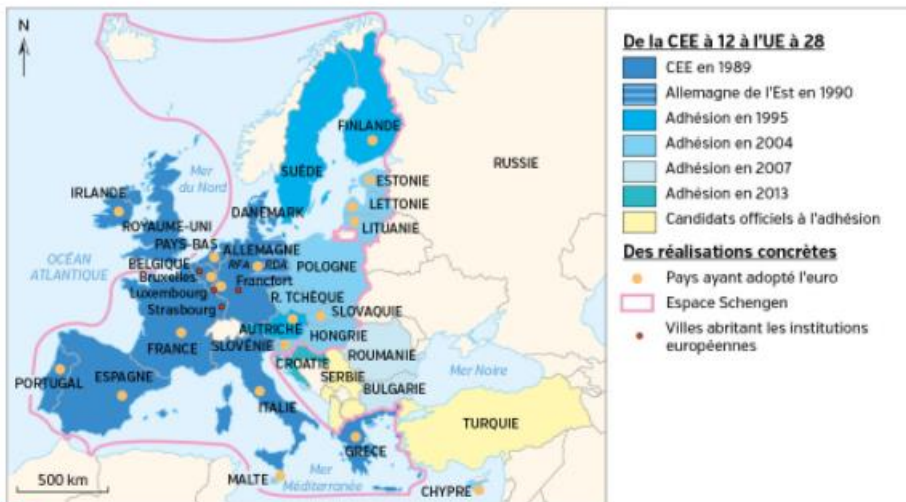 N
FINLANDE
SUÈDE
RUSSIE
Mer
du Nord
ESTONIE
IRLANDE
LETTONIE
DANEMARK
LITUANIE
ROYAUME-UNI
PAYS-BAS
OCÉAN
ATLANTIQUE
BELGIQUE
ALLEMAGNE
RFA
RDA
POLOGNE
Bruxelles
Francfort
Luxembourg
R. TCHÈQUE
Strasbourg
SLOVAQUIE
AUTRICHE
HONGRIE
FRANCE
SLOVÉNIE
ROUMANIE
CROATIE
SERBIE
PORTUGAL
ESPAGNE
BULGARIE
Mer Noire
ITALIE
TURQUIE
GRÈCE
500 km
MALTE
Mer
Méditerranée
CHYPRE
De la CEE à 12 à l'UE à 28
CEE en 1989
Allemagne de l'Est en 1990
Adhésion en 1995
Adhésion en 2004
Adhésion en 2007
Adhésion en 2013
Candidats officiels à l'adhésion
Des réalisations concrètes
Pays ayant adopté l'euro
Espace Schengen
Villes abritant les institutions
européennes